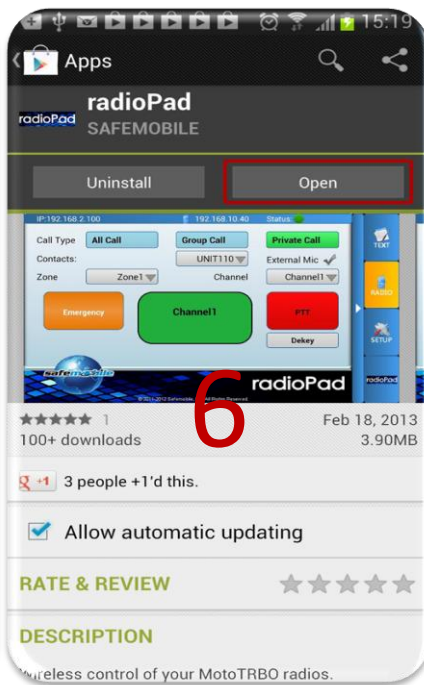 15:19
Apps
radioPad
radioPad
SAFEMOBILE
Uninstall
Open
IP:192.168.2.100 192.168.10.40 Status:
Call Type All Call Group Call Private Call
Contacts: UNIT110 External Mic
Zone Zone1 Channel Channel1
Emergency Channel1 PTT
Dekey
TEXT
RADIO
SETUP
safemobile
radioPad
radioPad
6
1
Feb 18, 2013
100+ downloads
3.90MB
+1 3 people +1'd this.
Allow automatic updating
RATE & REVIEW
DESCRIPTION
Wireless control of your MotoTRBO radios.